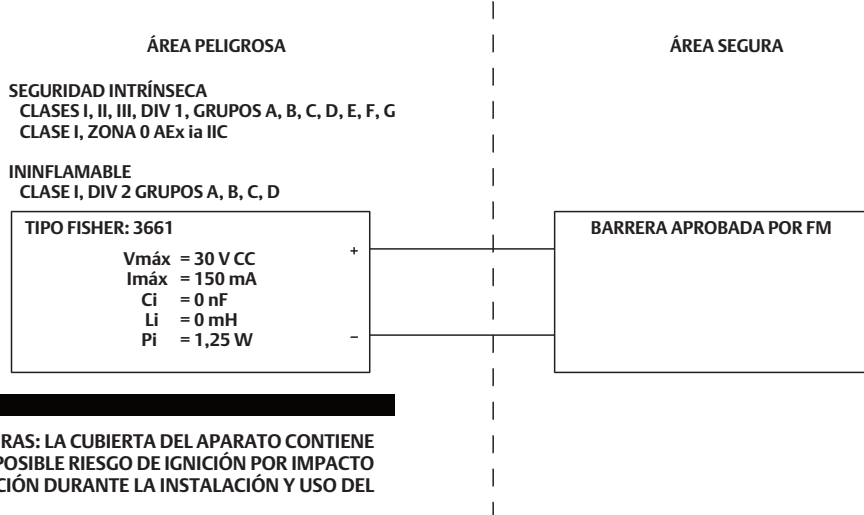 ÁREA PELIGROSA
ÁREA SEGURA
SEGURIDAD INTRÍNSECA
CLASES I, II, III, DIV 1, GRUPOS A, B, C, D, E, F, G
CLASE I, ZONA 0 AEx ia IIC
ININFLAMABLE
CLASE I, DIV 2 GRUPOS A, B, C, D
TIPO FISHER: 3661
Vmáx = 30 V CC
Imáx = 150 mA
Ci = 0 nF
Li = 0 mH
Pi = 1,25 W
+
–
BARRERA APROBADA POR FM
RAS: LA CUBIERTA DEL APARATO CONTIENE
POSIBLE RIESGO DE IGNICIÓN POR IMPACTO
CIÓN DURANTE LA INSTALACIÓN Y USO DEL